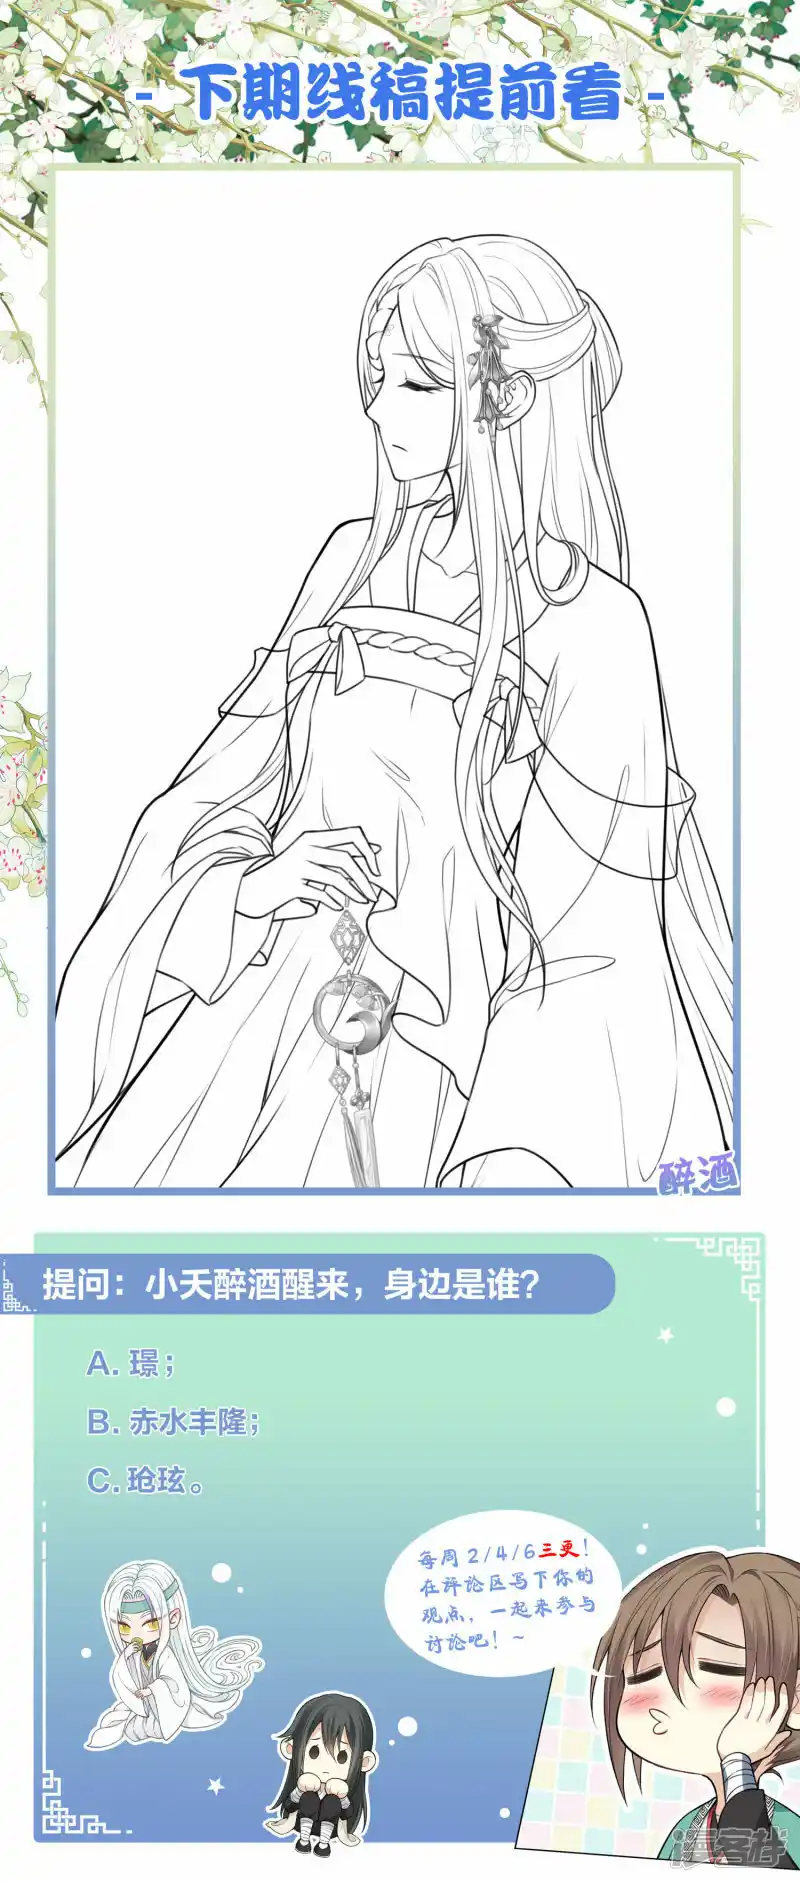 - 下期线稿提前看 -
醉酒
提问：小夭醉酒醒来，身边是谁？
A. 璟；
B. 赤水丰隆；
C. 玱玹。
每周 2/4/6三更！
在评论区写下你的
观点，一起来参与
讨论吧！~
漫客栈